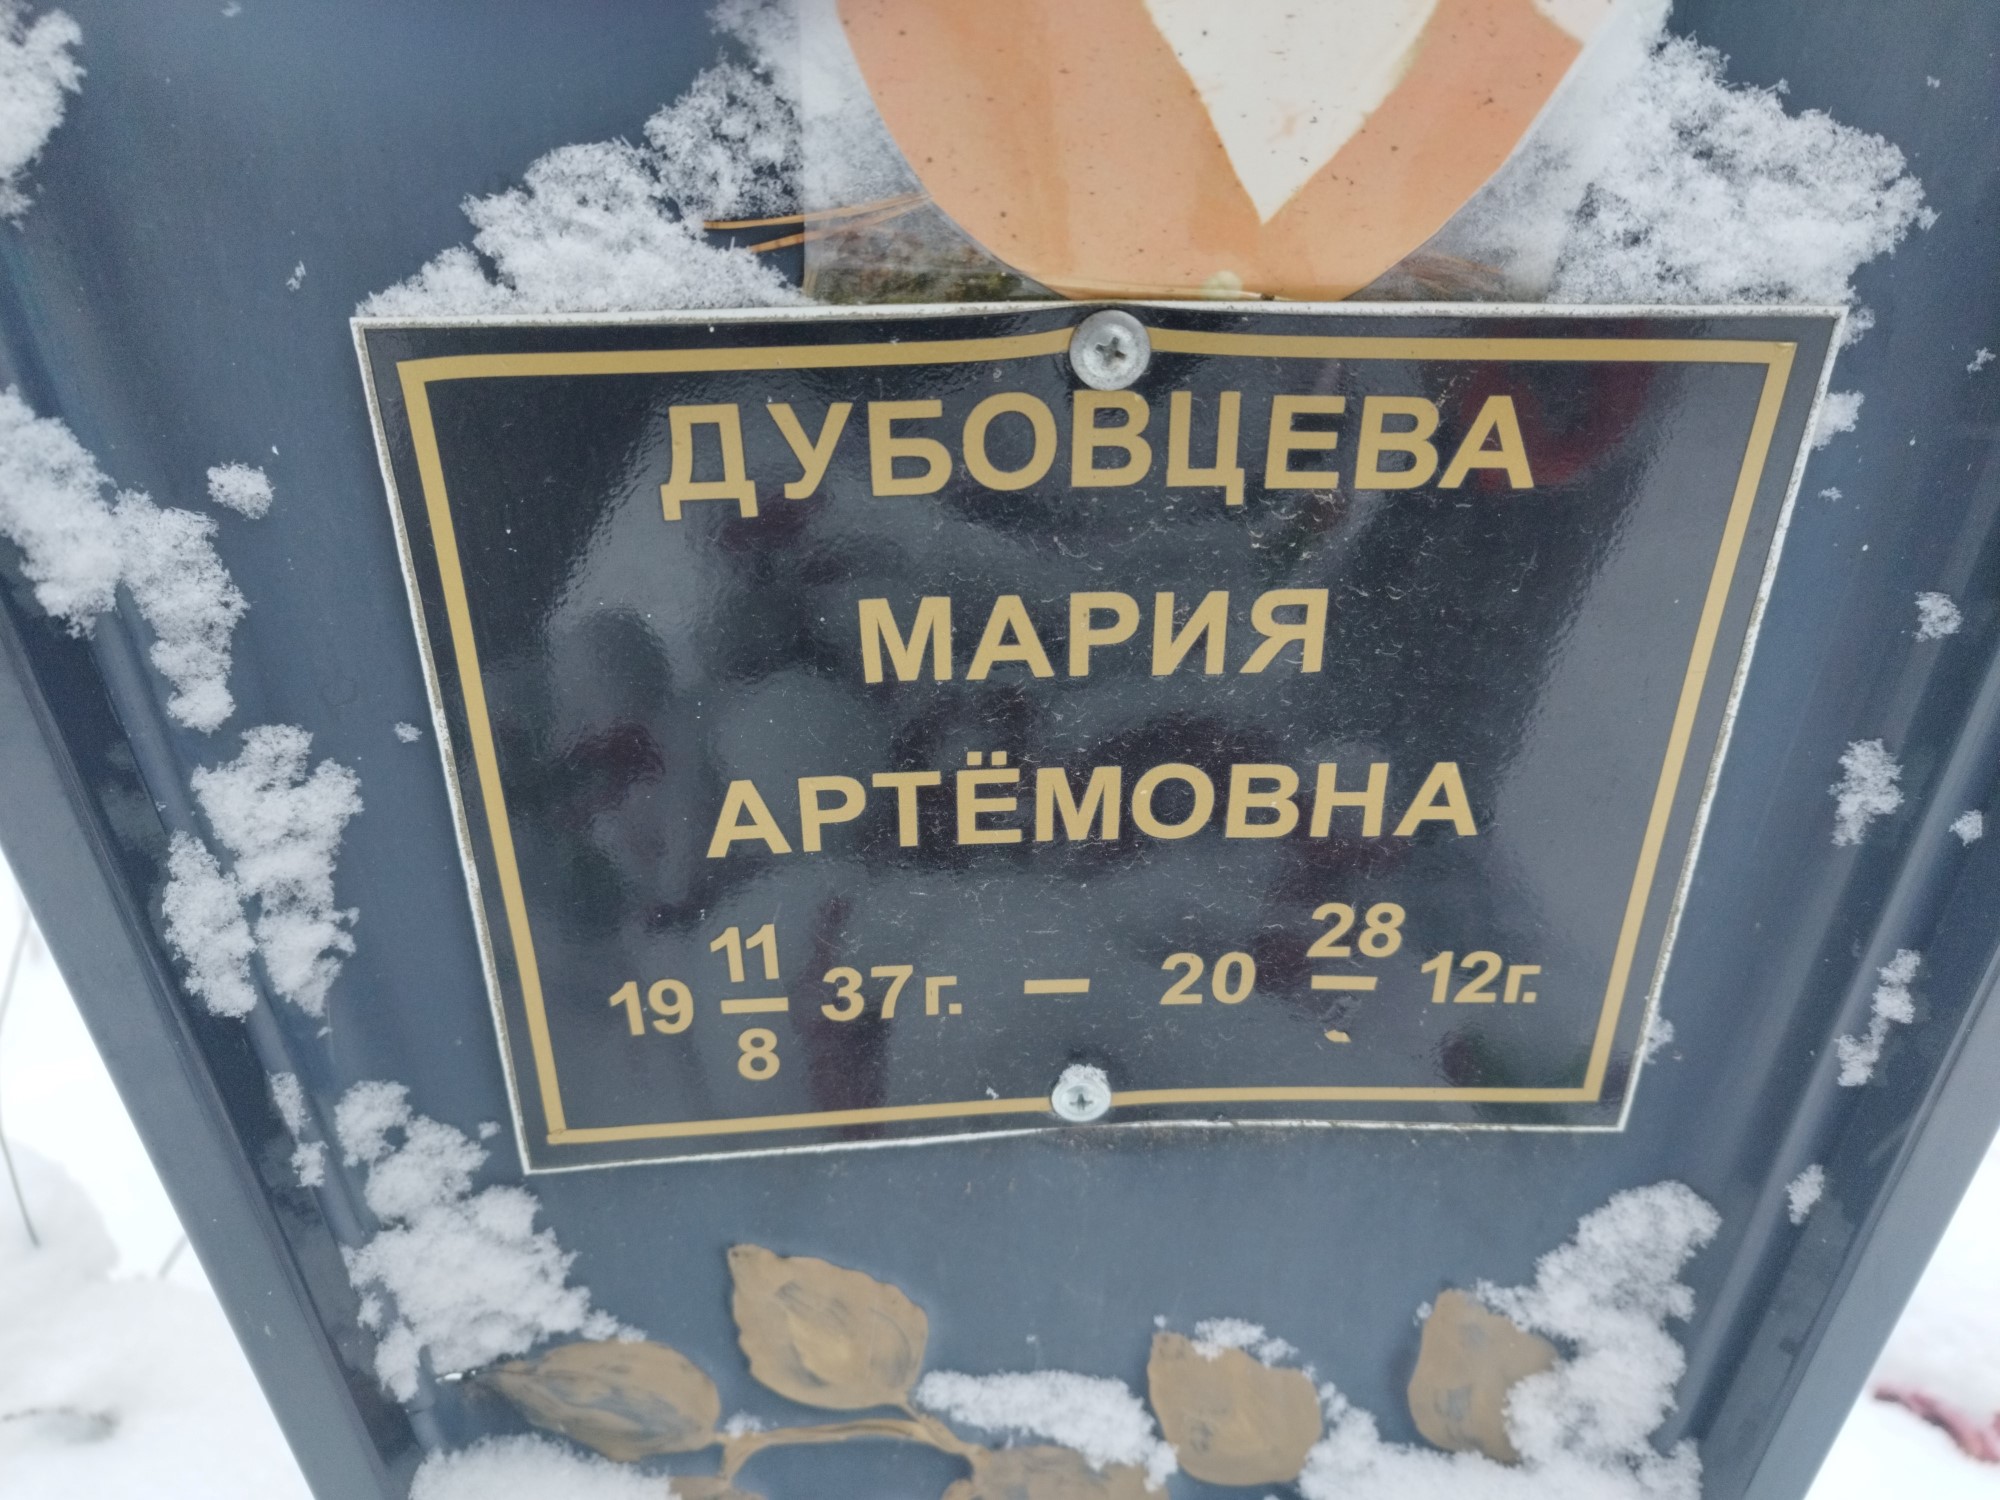 ДУБОВЦЕВА
МАРИЯ
АРТЁМОВНА
19 11/8 37г. — 20 28/ 12г.